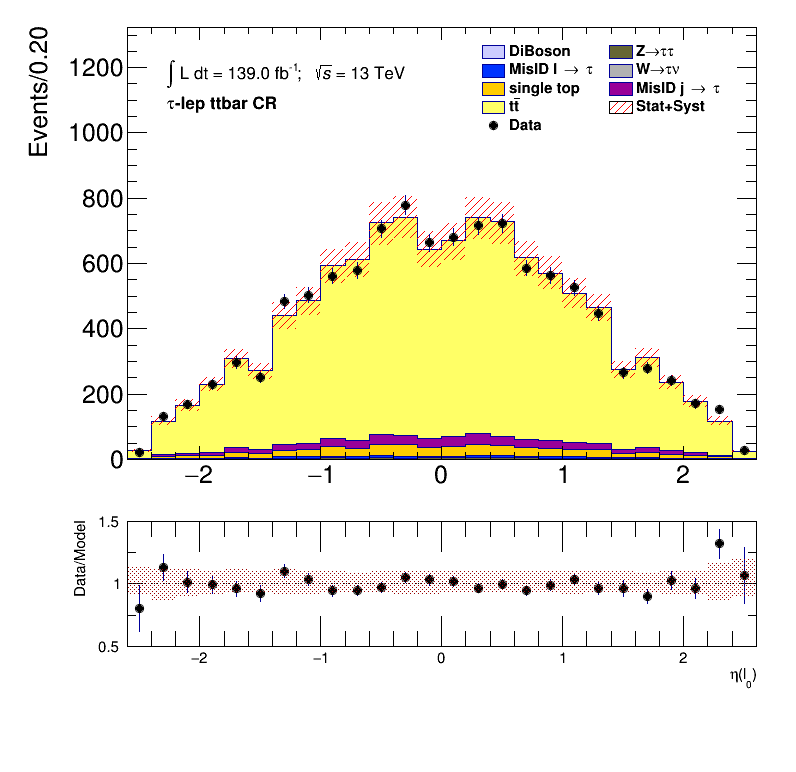 Events/0.20
1200
1000
800
600
400
200
0
∫ L dt = 139.0 fb⁻¹; √s = 13 TeV
τ-lep ttbar CR
DiBoson
MisID l → τ
single top
tt̄
Data
Z→ττ
W→τν
MisID j → τ
Stat+Syst
−2 −1 0 1 2
Data/Model
1.5
1
0.5
−2 −1 0 1 2
η(l₀)